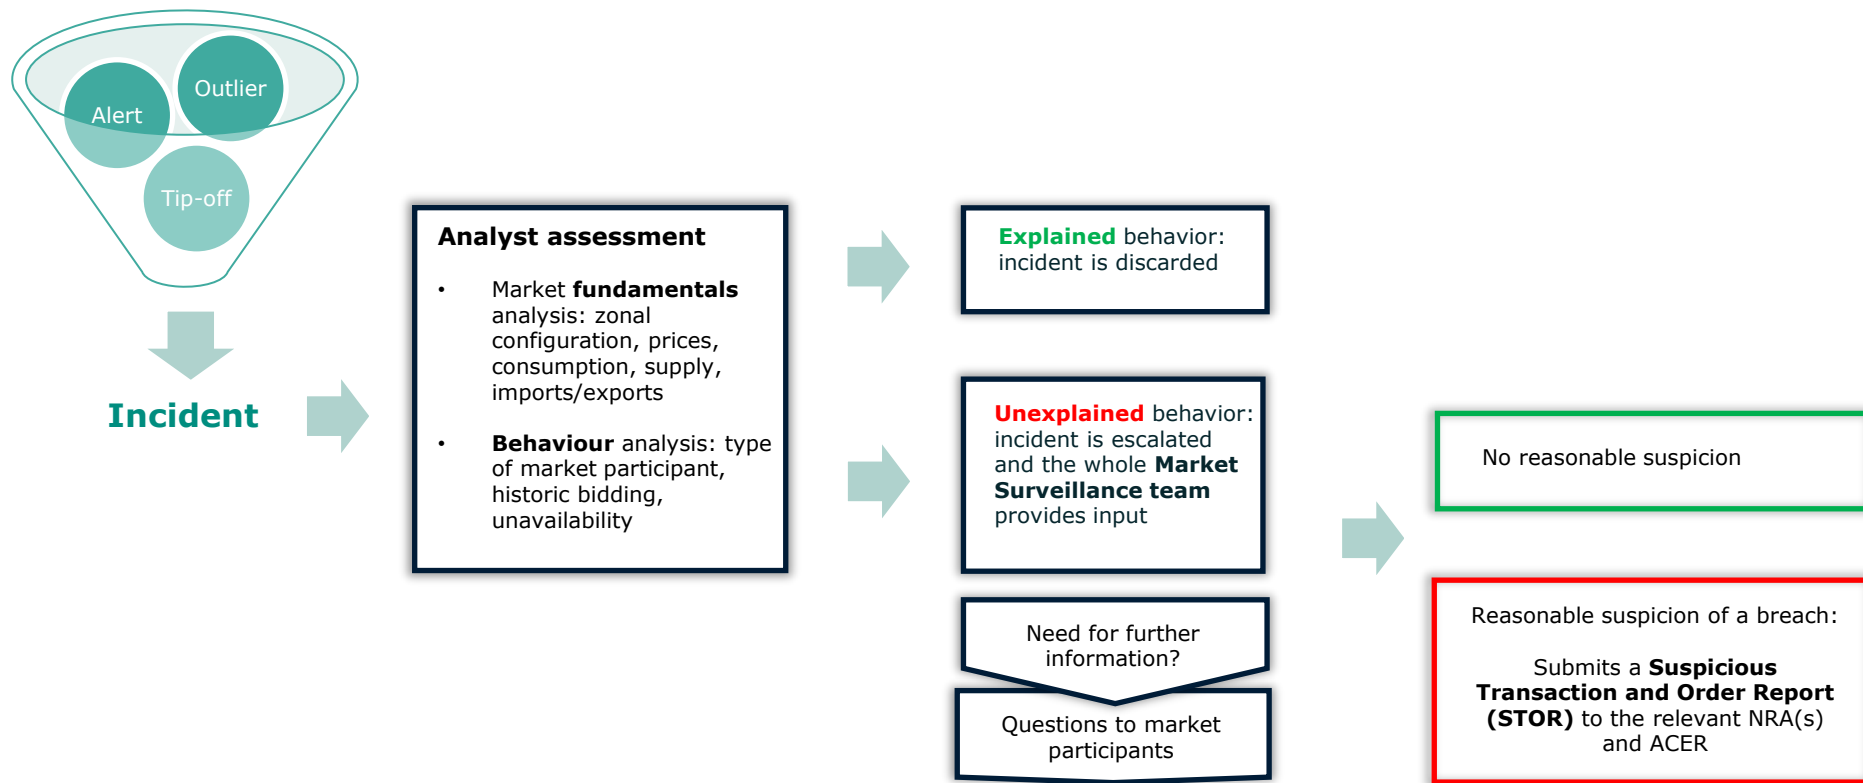 Outlier
Alert
Tip-off
Incident
Analyst assessment
• Market fundamentals
analysis: zonal
configuration, prices,
consumption, supply,
imports/exports
• Behaviour analysis: type
of market participant,
historic bidding,
unavailability
Explained behavior:
incident is discarded
Unexplained behavior:
incident is escalated
and the whole Market
Surveillance team
provides input
Need for further
information?
Questions to market
participants
No reasonable suspicion
Reasonable suspicion of a breach:
Submits a Suspicious
Transaction and Order Report
(STOR) to the relevant NRA(s)
and ACER